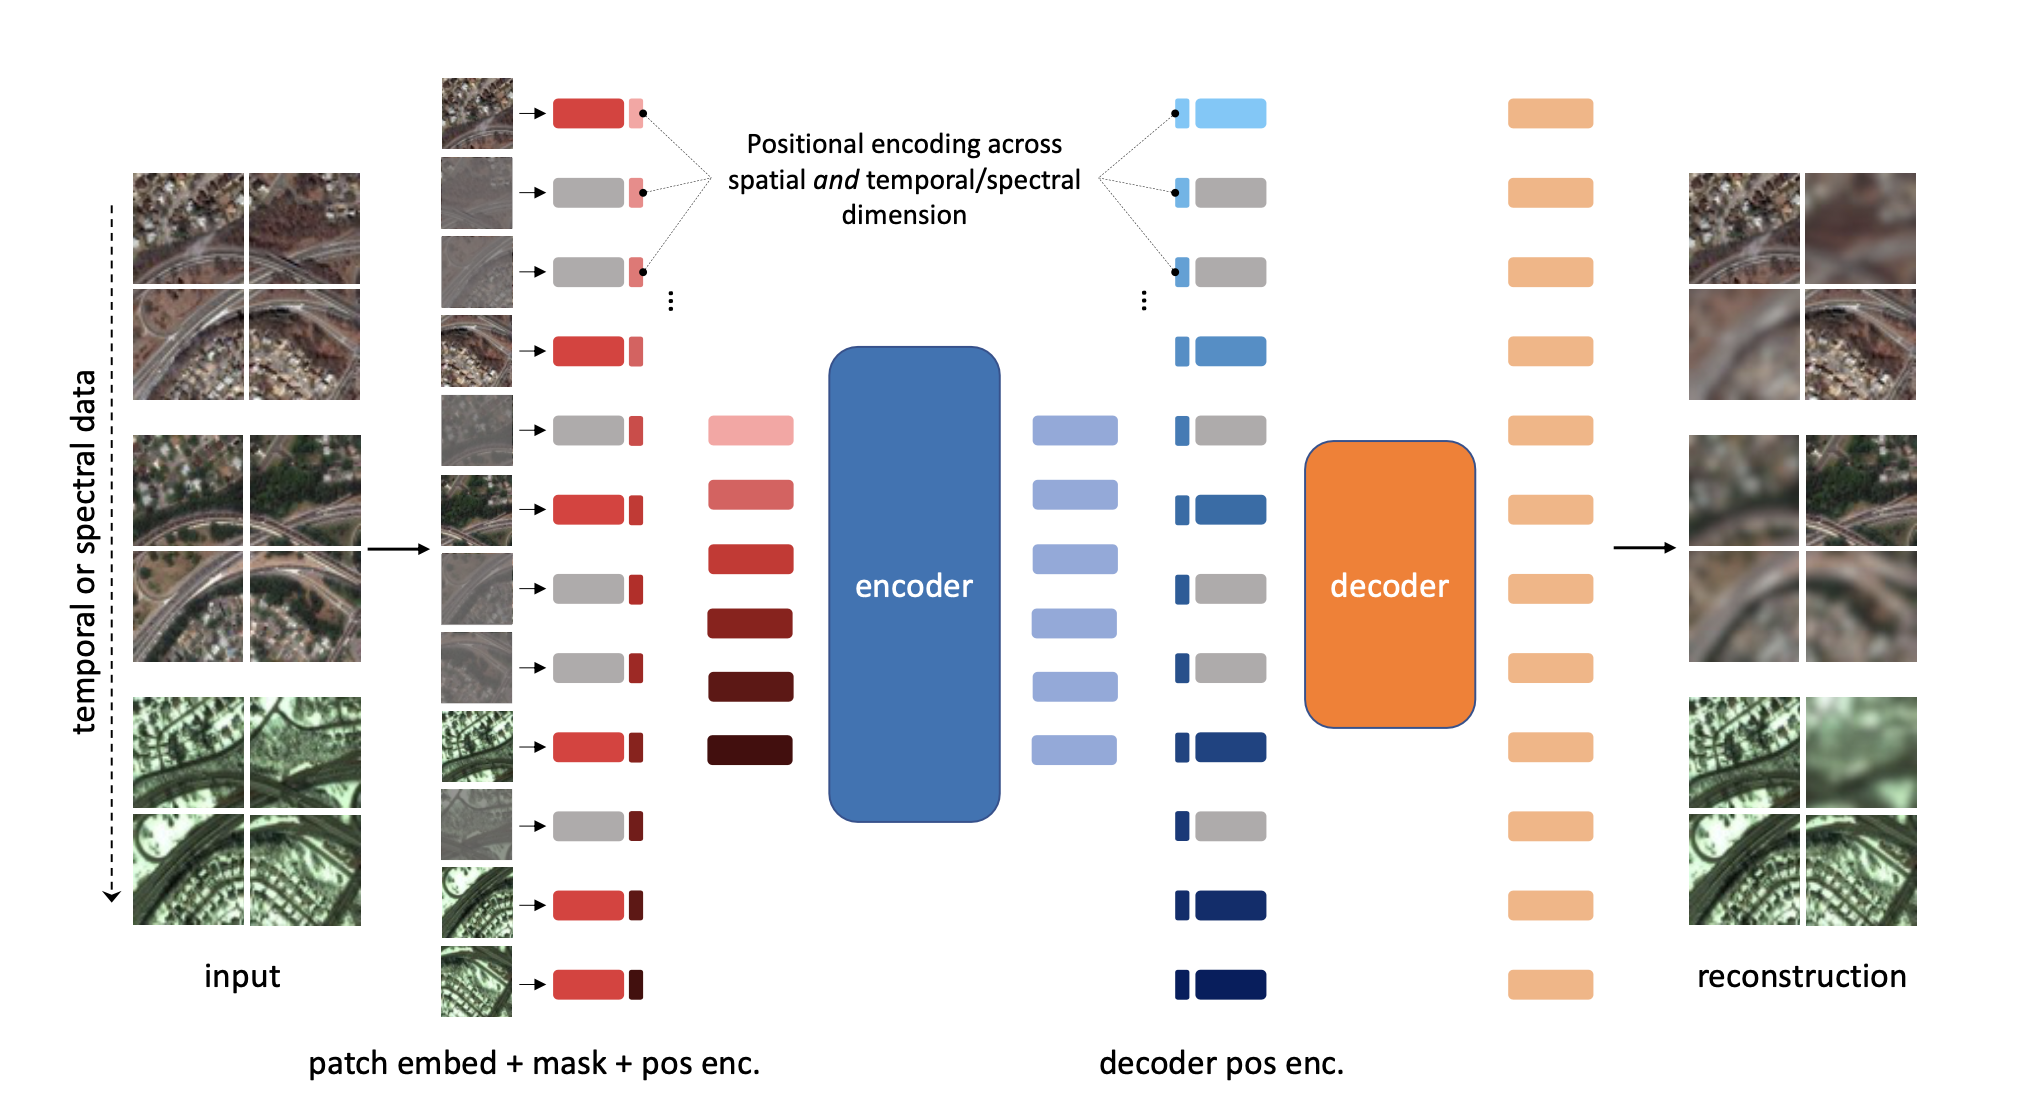 temporal or spectral data
input
patch embed + mask + pos enc.
Positional encoding across
spatial and temporal/spectral
dimension
encoder
decoder pos enc.
decoder
reconstruction